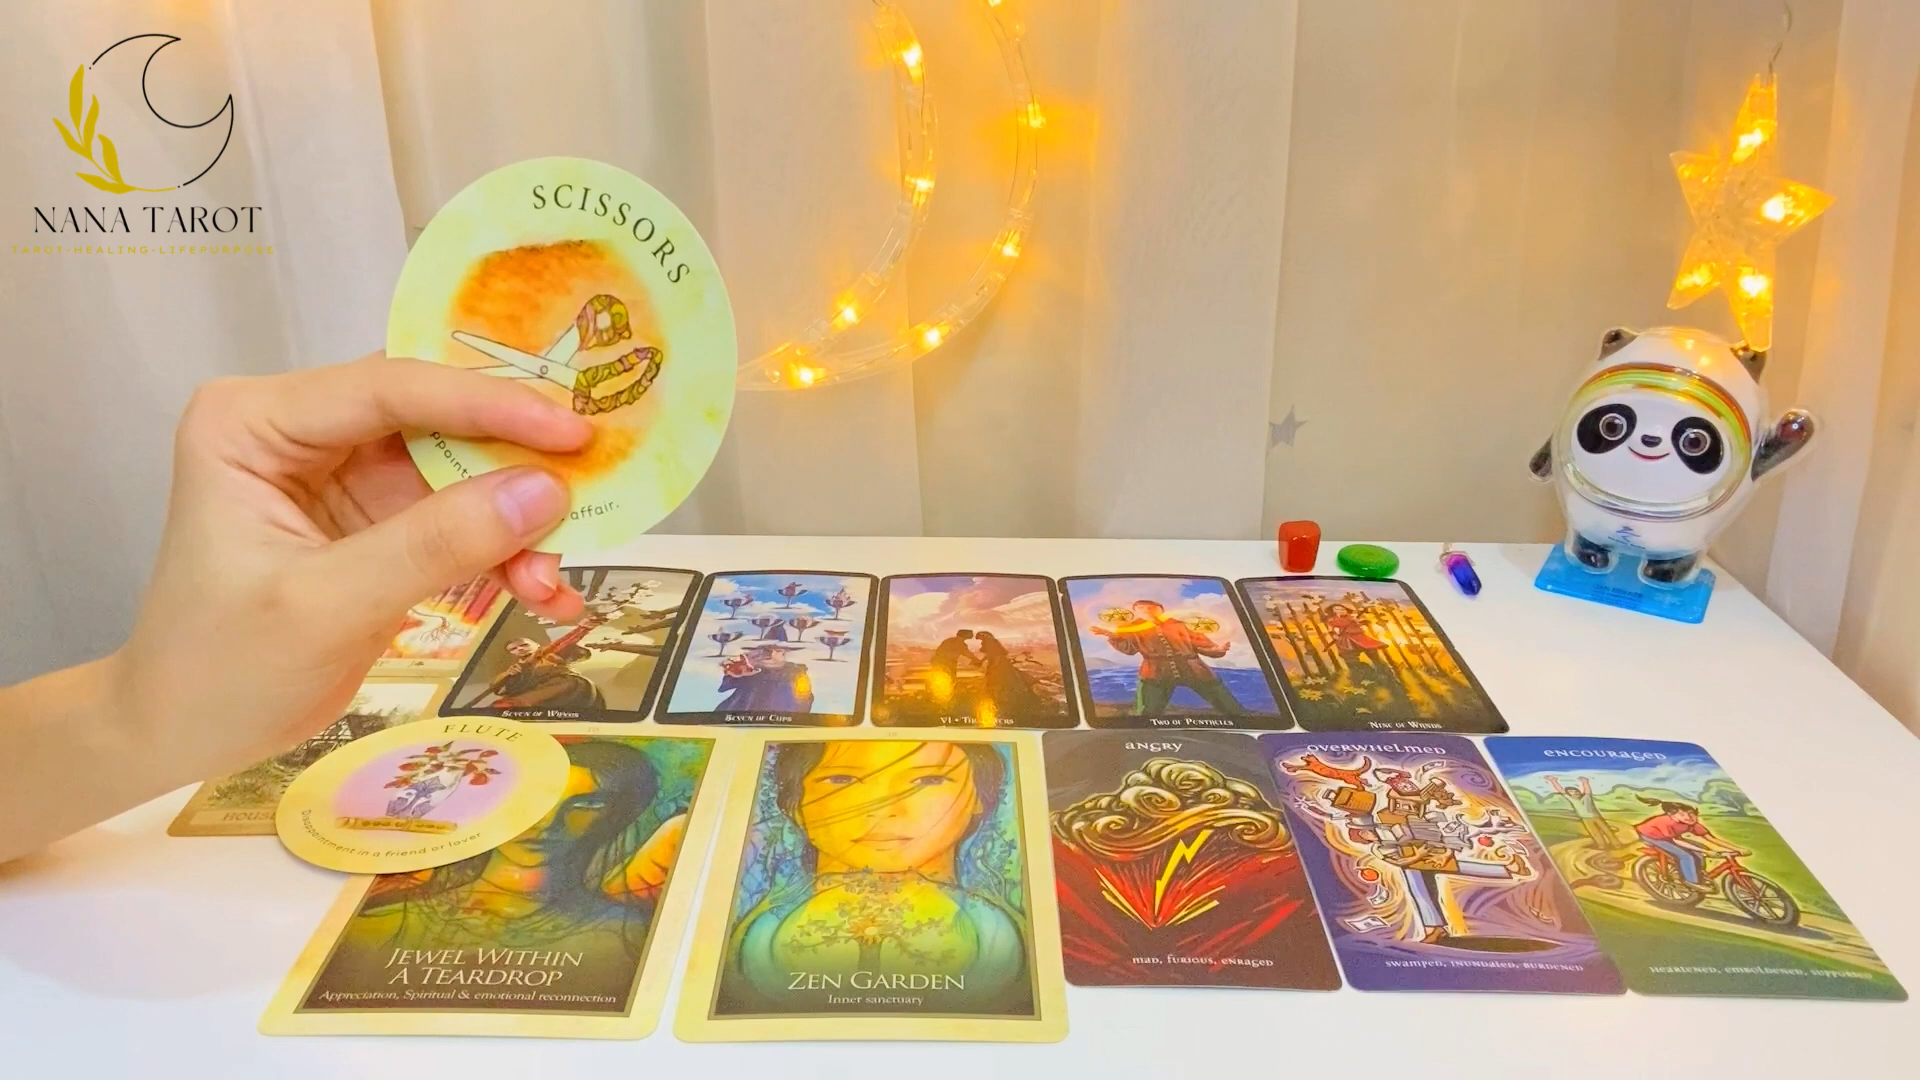 NANA TAROT
TAROT-HEALING-LIFEPURPOSE
SCISSORS
affair.
SEVEN OF WANDS
SEVEN OF CUPS
VI •
TWO OF PENTACLES
NINE OF WANDS
FLUTE
Disappointment in a friend or lover
JEWEL WITHIN
A TEARDROP
Appreciation, Spiritual & emotional reconnection
ZEN GARDEN
Inner sanctuary
ANGRY
MAD, FURIOUS, ENRAGED
OVERWHELMED
SWAMPED, INUNDATED, BURDENED
ENCOURAGED
HEARTENED, EMBOLDENED,